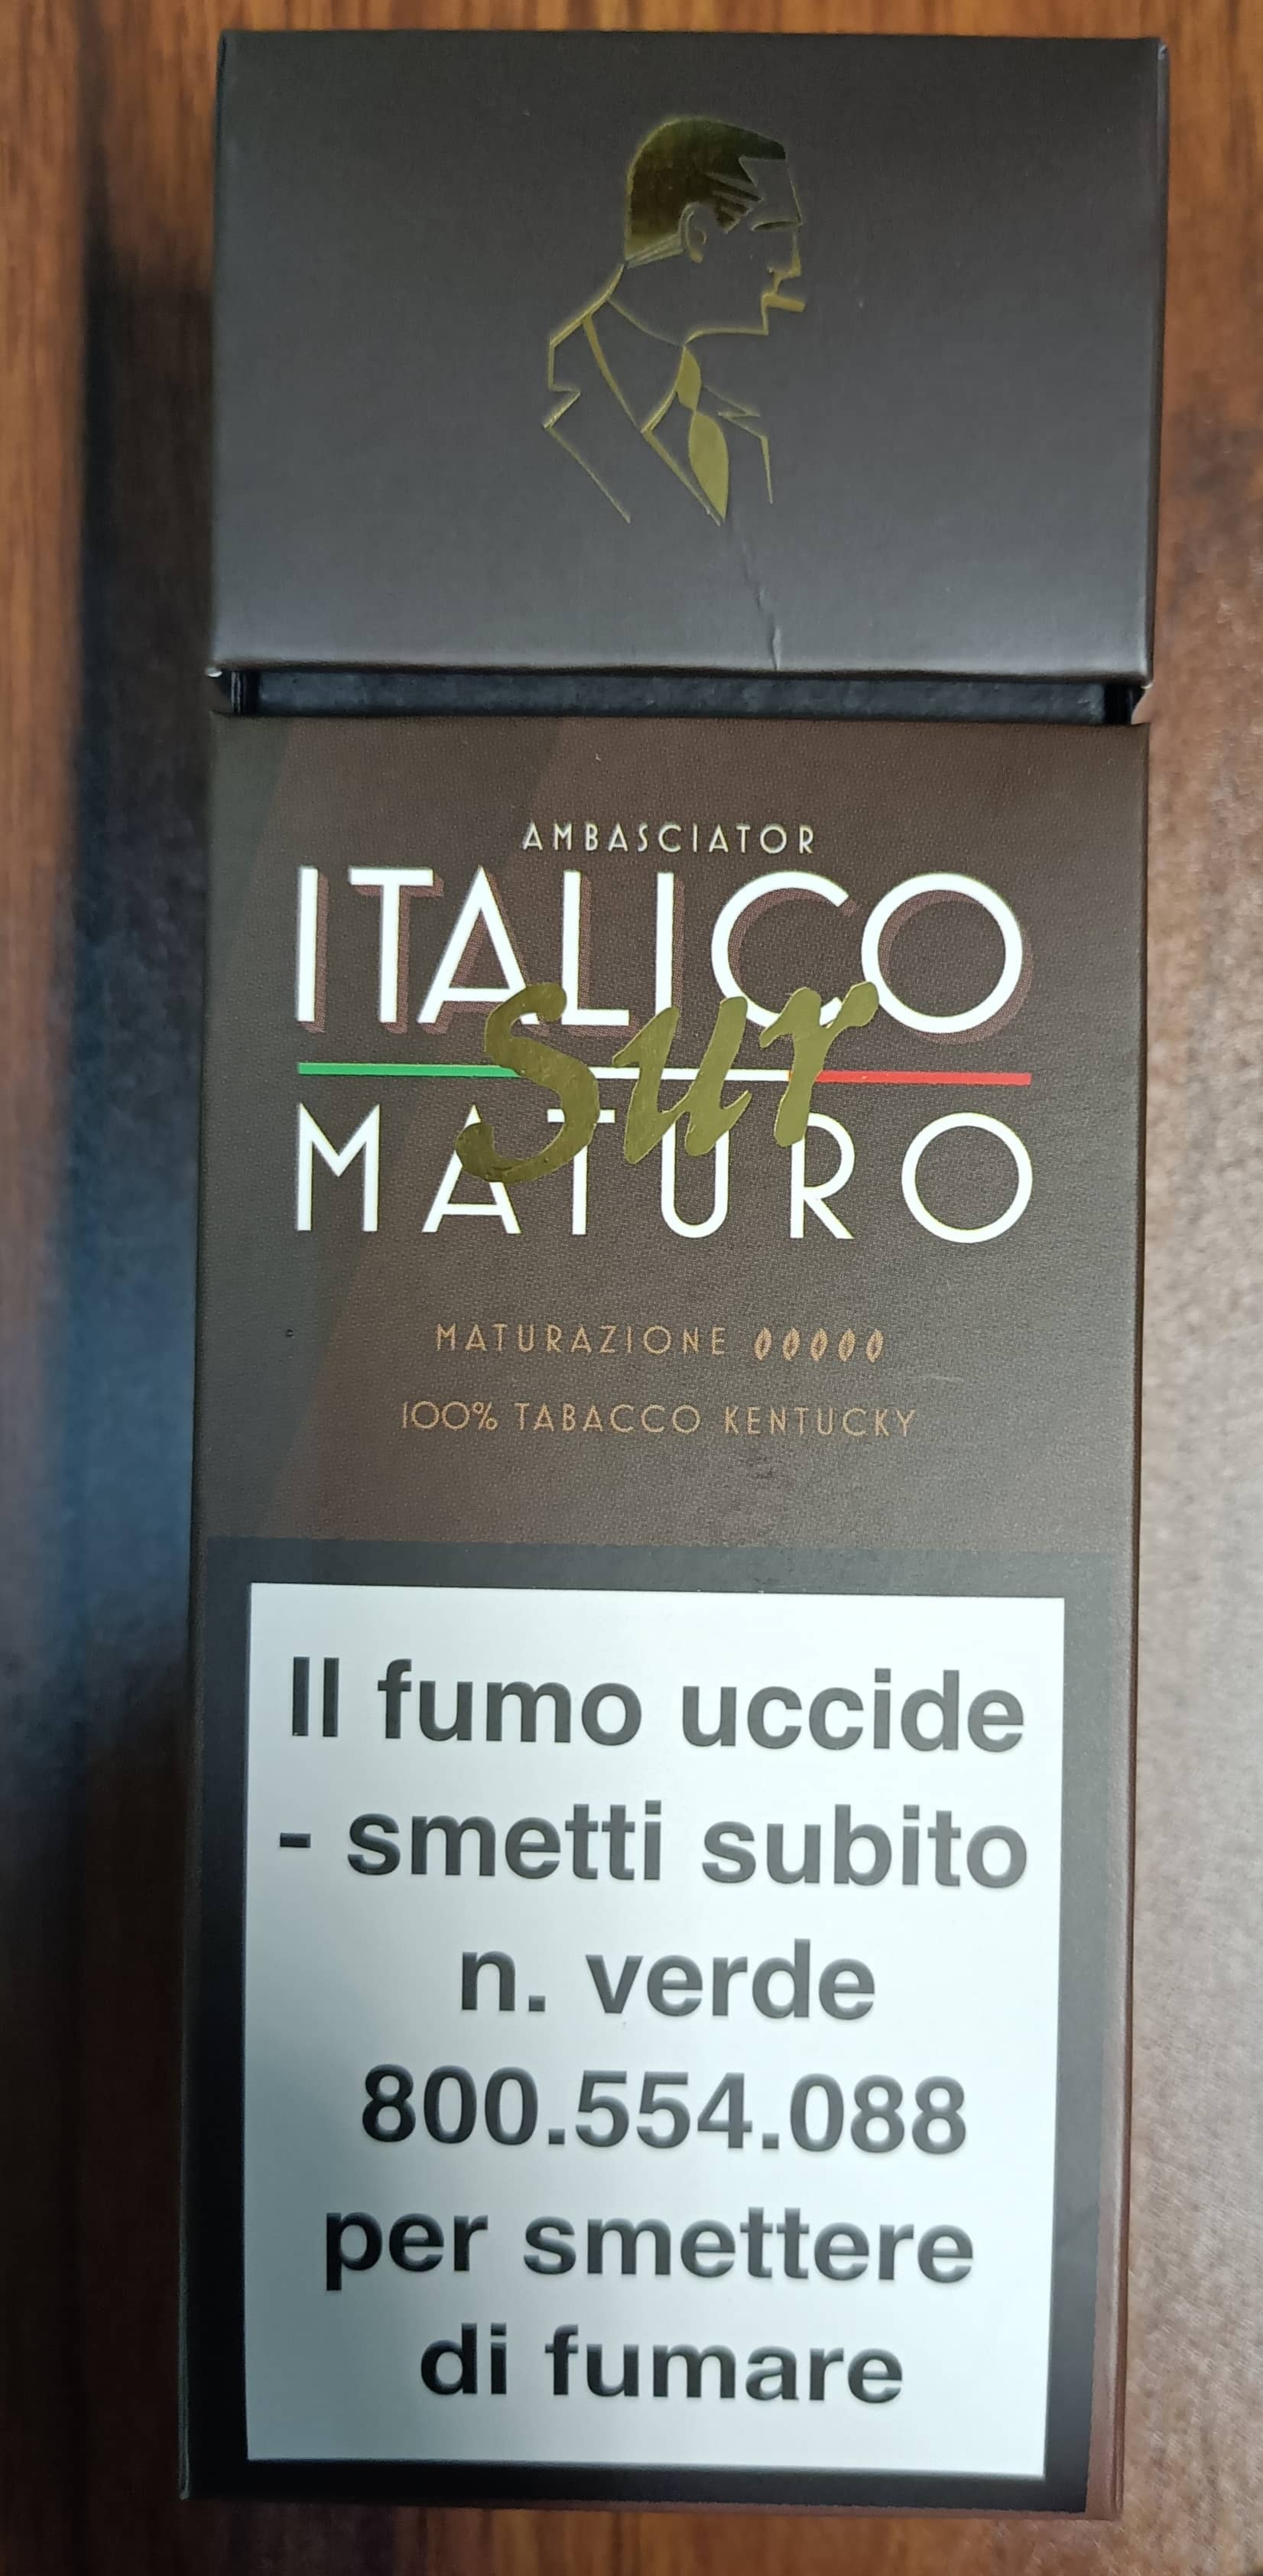 AMBASCIATOR
ITALICO
Sur
MATURO
MATURAZIONE
100% TABACCO KENTUCKY
Il fumo uccide
- smetti subito
n. verde
800.554.088
per smettere
di fumare